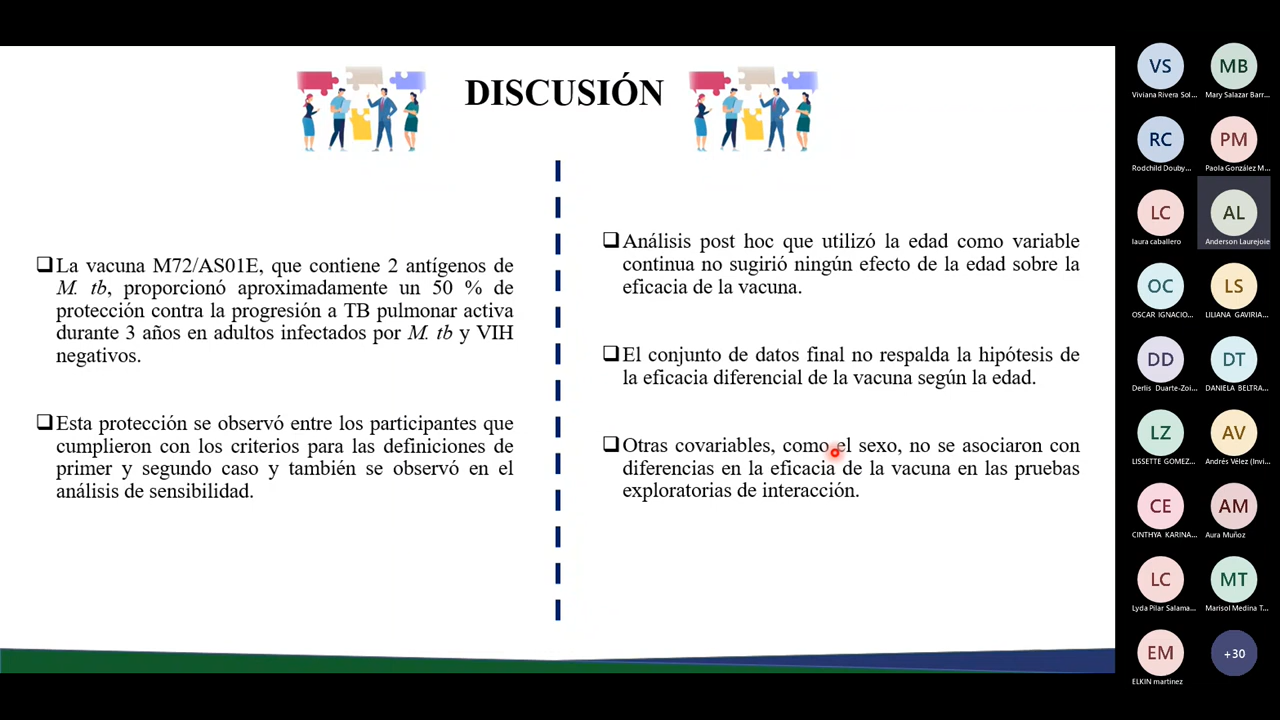 DISCUSIÓN
La vacuna M72/AS01E, que contiene 2 antígenos de
M. tb, proporcionó aproximadamente un 50 % de
protección contra la progresión a TB pulmonar activa
durante 3 años en adultos infectados por M. tb y VIH
negativos.
Esta protección se observó entre los participantes que
cumplieron con los criterios para las definiciones de
primer y segundo caso y también se observó en el
análisis de sensibilidad.
Análisis post hoc que utilizó la edad como variable
continua no sugirió ningún efecto de la edad sobre la
eficacia de la vacuna.
El conjunto de datos final no respalda la hipótesis de
la eficacia diferencial de la vacuna según la edad.
Otras covariables, como el sexo, no se asociaron con
diferencias en la eficacia de la vacuna en las pruebas
exploratorias de interacción.
VS
Viviana Rivera Sol...
MB
Mary Salazar Barr...
RC
Rodchild Douby...
PM
Paola González M...
LC
laura caballero
AL
Anderson Laurejoie
OC
OSCAR IGNACIO...
LS
LILIANA GAVIRIA...
DD
Derlis Duarte-Zoi...
DT
DANIELA BELTRA...
LZ
LISSETTE GOMEZ...
AV
Andrés Vélez (Invi...
CE
CINTHYA KARINA...
AM
Aura Muñoz
LC
Lyda Pilar Salama...
MT
Marisol Medina T...
EM
ELKIN martinez
+30